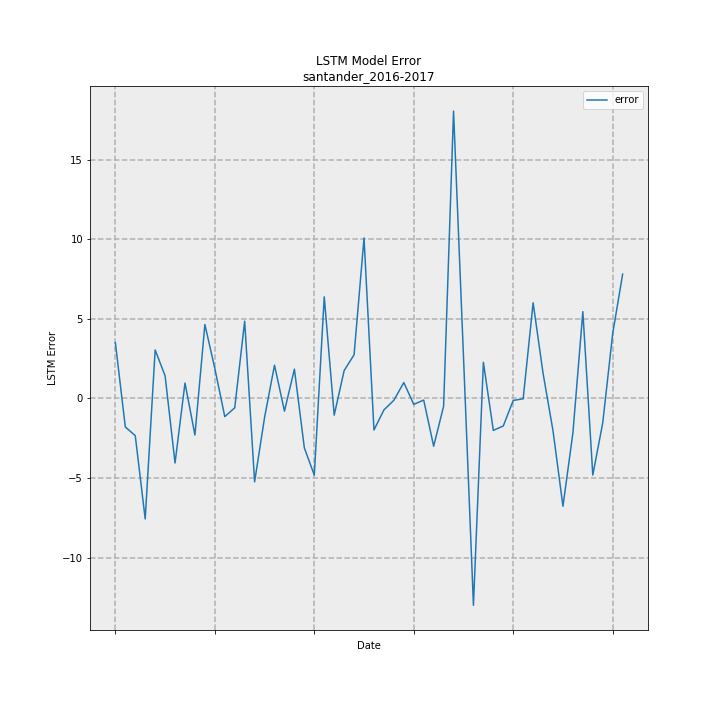 LSTM Model Error
santander_2016-2017
error
15
10
5
0
−5
−10
LSTM Error
Date